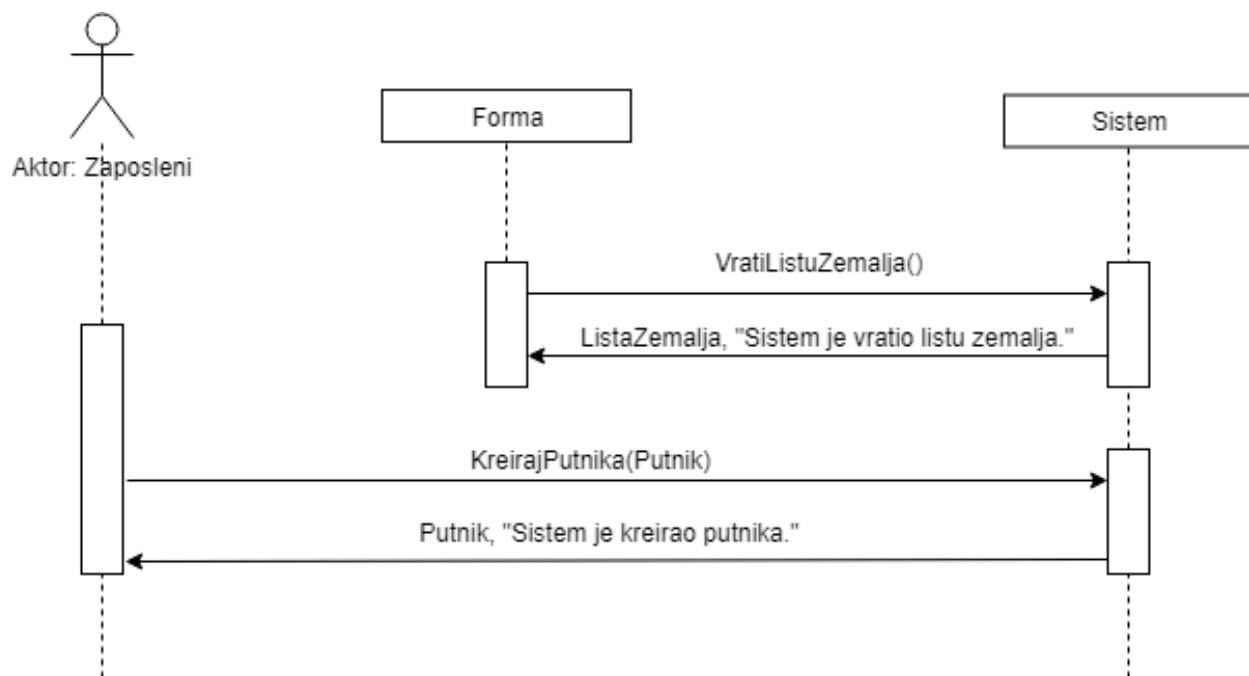 Forma
Sistem
Aktor: Zaposleni
VratiListuZemalja()
ListaZemalja, "Sistem je vratio listu zemalja."
KreirajPutnika(Putnik)
Putnik, "Sistem je kreirao putnika."